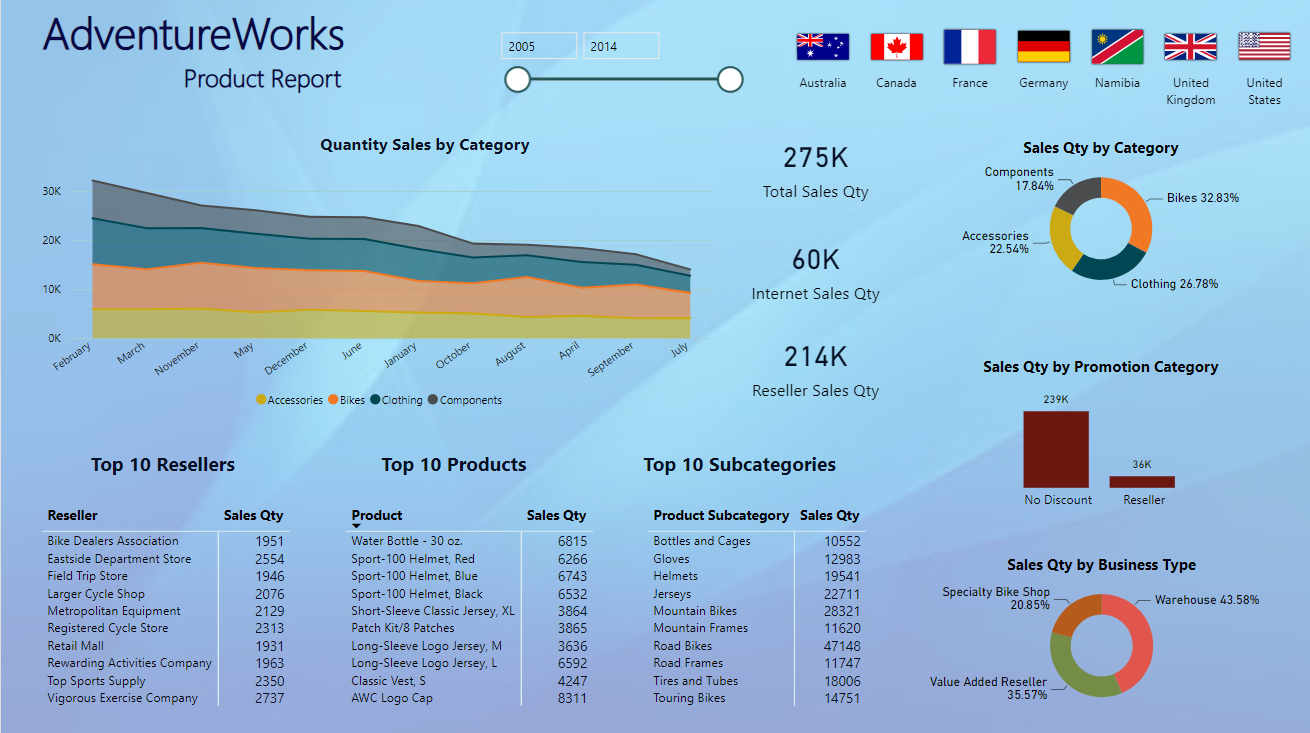 AdventureWorks
Product Report
2005 2014
Australia Canada France Germany Namibia United Kingdom United States
Quantity Sales by Category
30K
20K
10K
0K
February March November May December June January October August April September July
Accessories Bikes Clothing Components
275K
Total Sales Qty
60K
Internet Sales Qty
214K
Reseller Sales Qty
Sales Qty by Category
Components
17.84%
Bikes 32.83%
Accessories
22.54%
Clothing 26.78%
Sales Qty by Promotion Category
239K
36K
No Discount Reseller
Top 10 Resellers
Reseller Sales Qty
Bike Dealers Association 1951
Eastside Department Store 2554
Field Trip Store 1946
Larger Cycle Shop 2076
Metropolitan Equipment 2129
Registered Cycle Store 2313
Retail Mall 1931
Rewarding Activities Company 1963
Top Sports Supply 2350
Vigorous Exercise Company 2737
Top 10 Products
Product Sales Qty
Water Bottle - 30 oz. 6815
Sport-100 Helmet, Red 6266
Sport-100 Helmet, Blue 6743
Sport-100 Helmet, Black 6532
Short-Sleeve Classic Jersey, XL 3864
Patch Kit/8 Patches 3865
Long-Sleeve Logo Jersey, M 3636
Long-Sleeve Logo Jersey, L 6592
Classic Vest, S 4247
AWC Logo Cap 8311
Top 10 Subcategories
Product Subcategory Sales Qty
Bottles and Cages 10552
Gloves 12983
Helmets 19541
Jerseys 22711
Mountain Bikes 28321
Mountain Frames 11620
Road Bikes 47148
Road Frames 11747
Tires and Tubes 18006
Touring Bikes 14751
Sales Qty by Business Type
Specialty Bike Shop
20.85%
Warehouse 43.58%
Value Added Reseller
35.57%